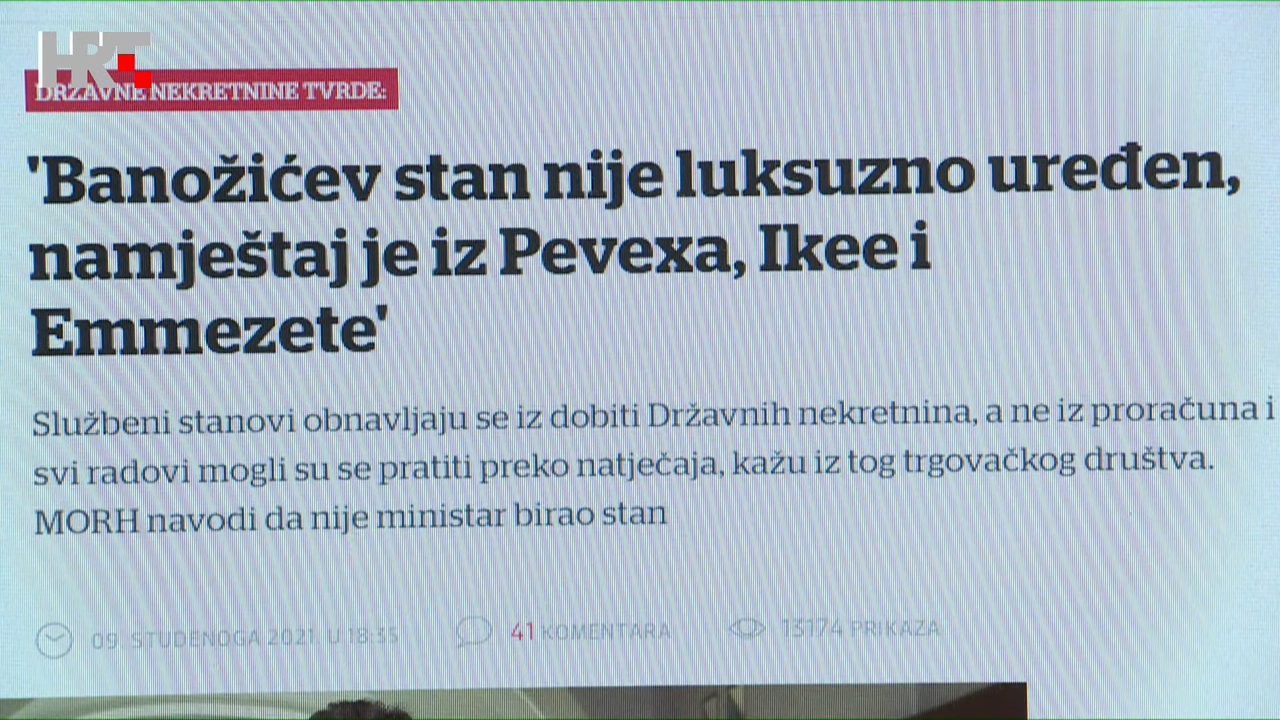 HRT
DRŽAVNE NEKRETNINE TVRDE:
'Banožićev stan nije luksuzno uređen,
namještaj je iz Pevexa, Ikee i
Emmezete'
Službeni stanovi obnavljaju se iz dobiti Državnih nekretnina, a ne iz proračuna i
svi radovi mogli su se pratiti preko natječaja, kažu iz tog trgovačkog društva.
MORH navodi da nije ministar birao stan
09. STUDENOGA 2021. U 18:35 41 KOMENTARA 13174 PRIKAZA